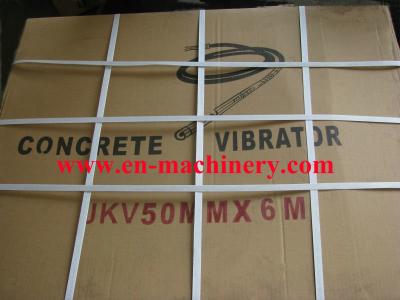 CONCRETE VIBRATOR
www.en-machinery.com
JKV50MMX6M